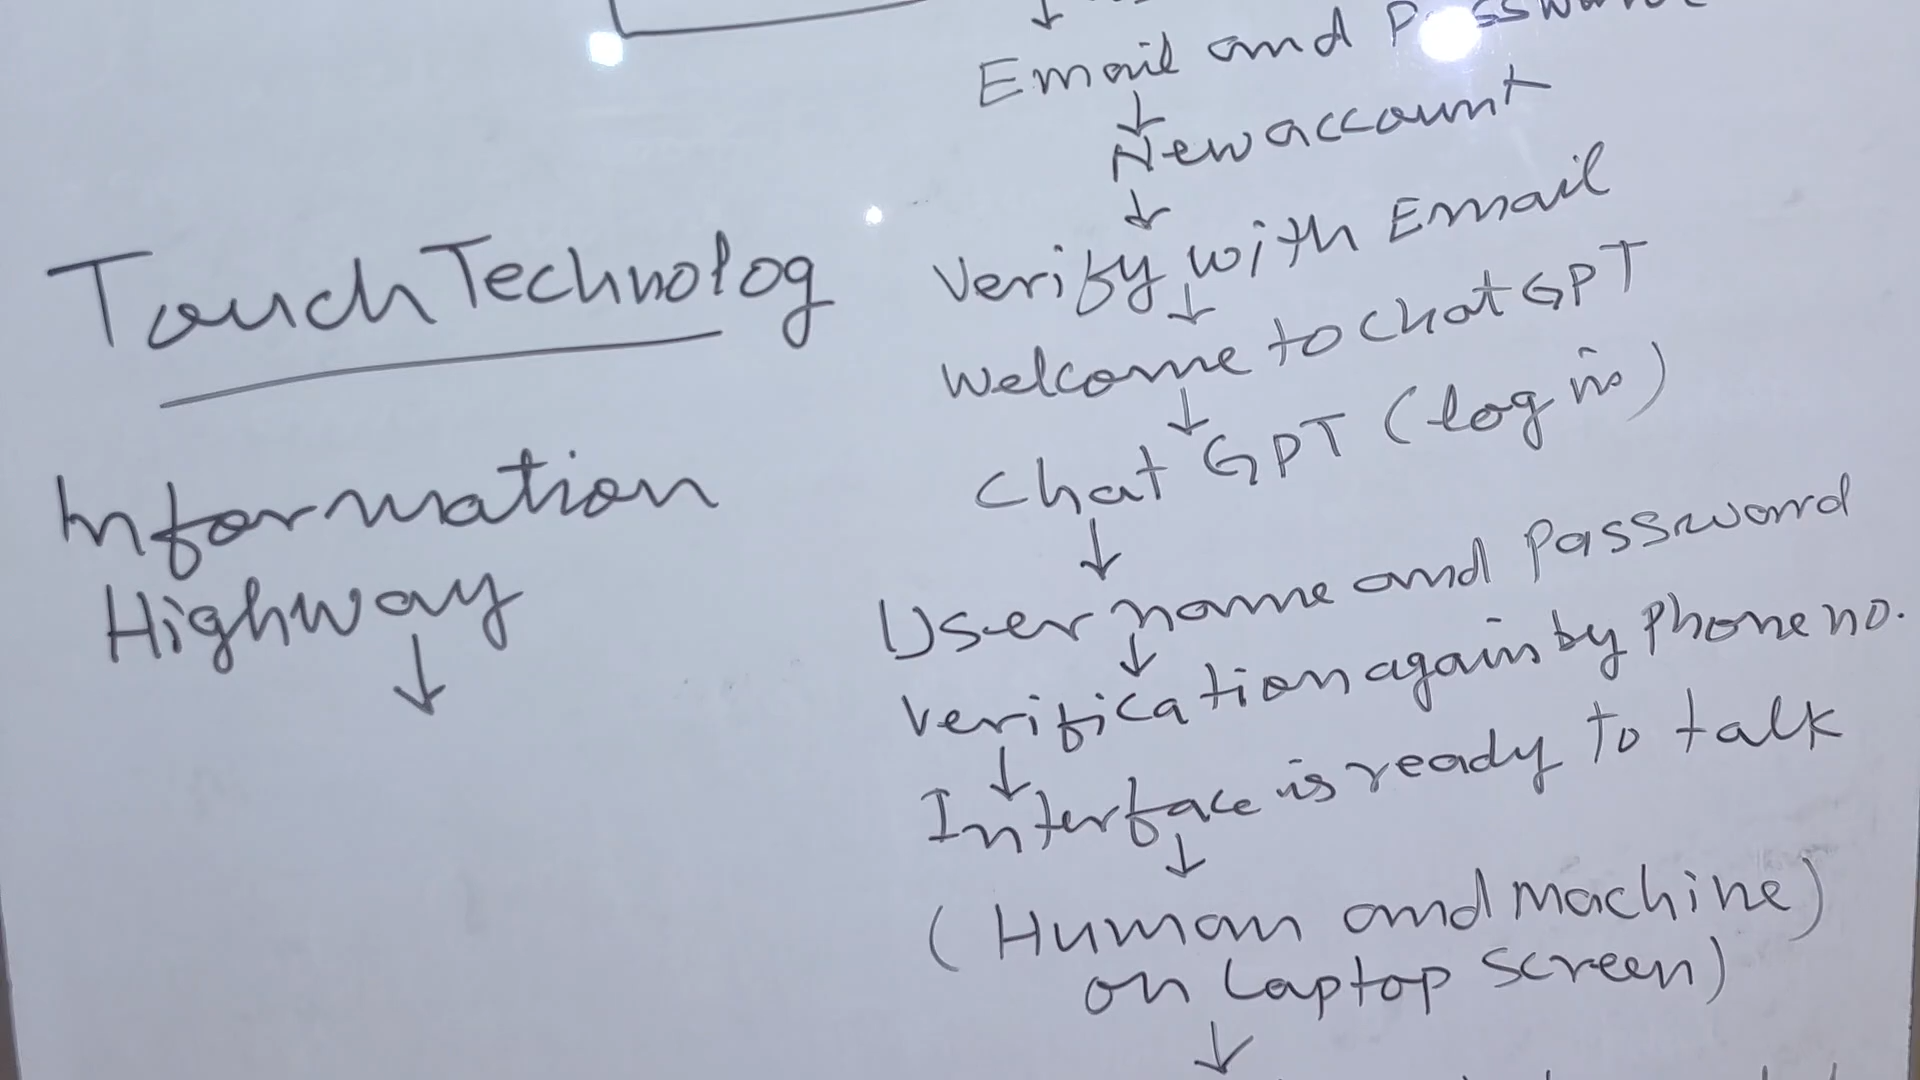 Touch Technolog
Information
Highway
↓
↓
Email and Password
↓
New account
↓
Verify with Email
↓
Welcome to chat GPT
↓
Chat GPT (log in)
↓
User name and Password
↓
Verification again by Phone no.
↓
Interface is ready to talk
↓
(Human and Machine)
on Laptop screen)
↓